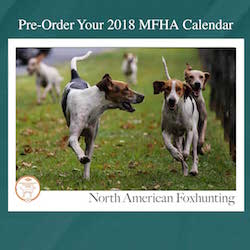 Pre-Order Your 2018 MFHA Calendar
North American Foxhunting